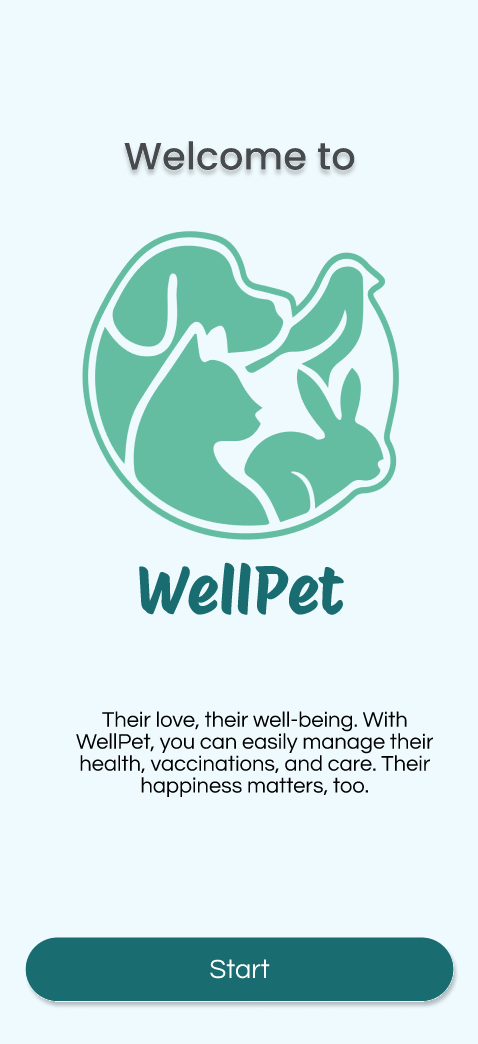 Welcome to
WellPet
Their love, their well-being. With
WellPet, you can easily manage their
health, vaccinations, and care. Their
happiness matters, too.
Start